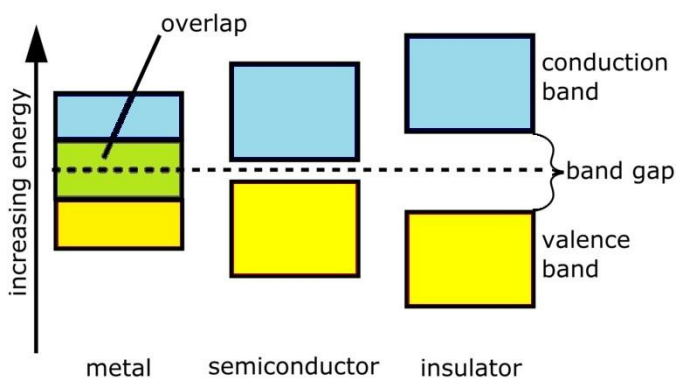 overlap
conduction
band
increasing energy
band gap
valence
band
metal
semiconductor
insulator